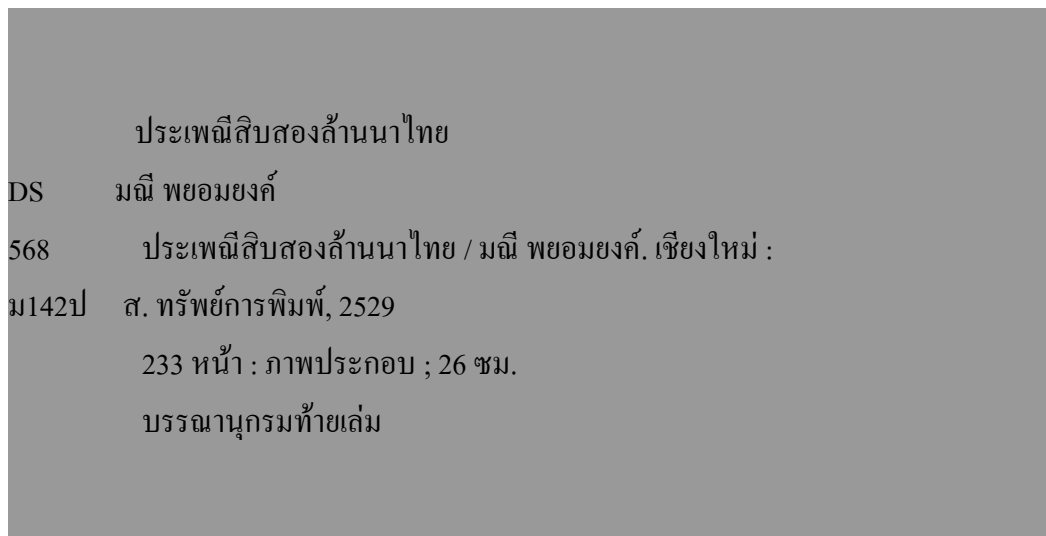 ประเพณีสิบสองล้านนาไทย
DS มณี พยอมยงค์
568 ประเพณีสิบสองล้านนาไทย / มณี พยอมยงค์. เชียงใหม่ :
ม142ป ส. ทรัพย์การพิมพ์, 2529
233 หน้า : ภาพประกอบ ; 26 ซม.
บรรณานุกรมท้ายเล่ม